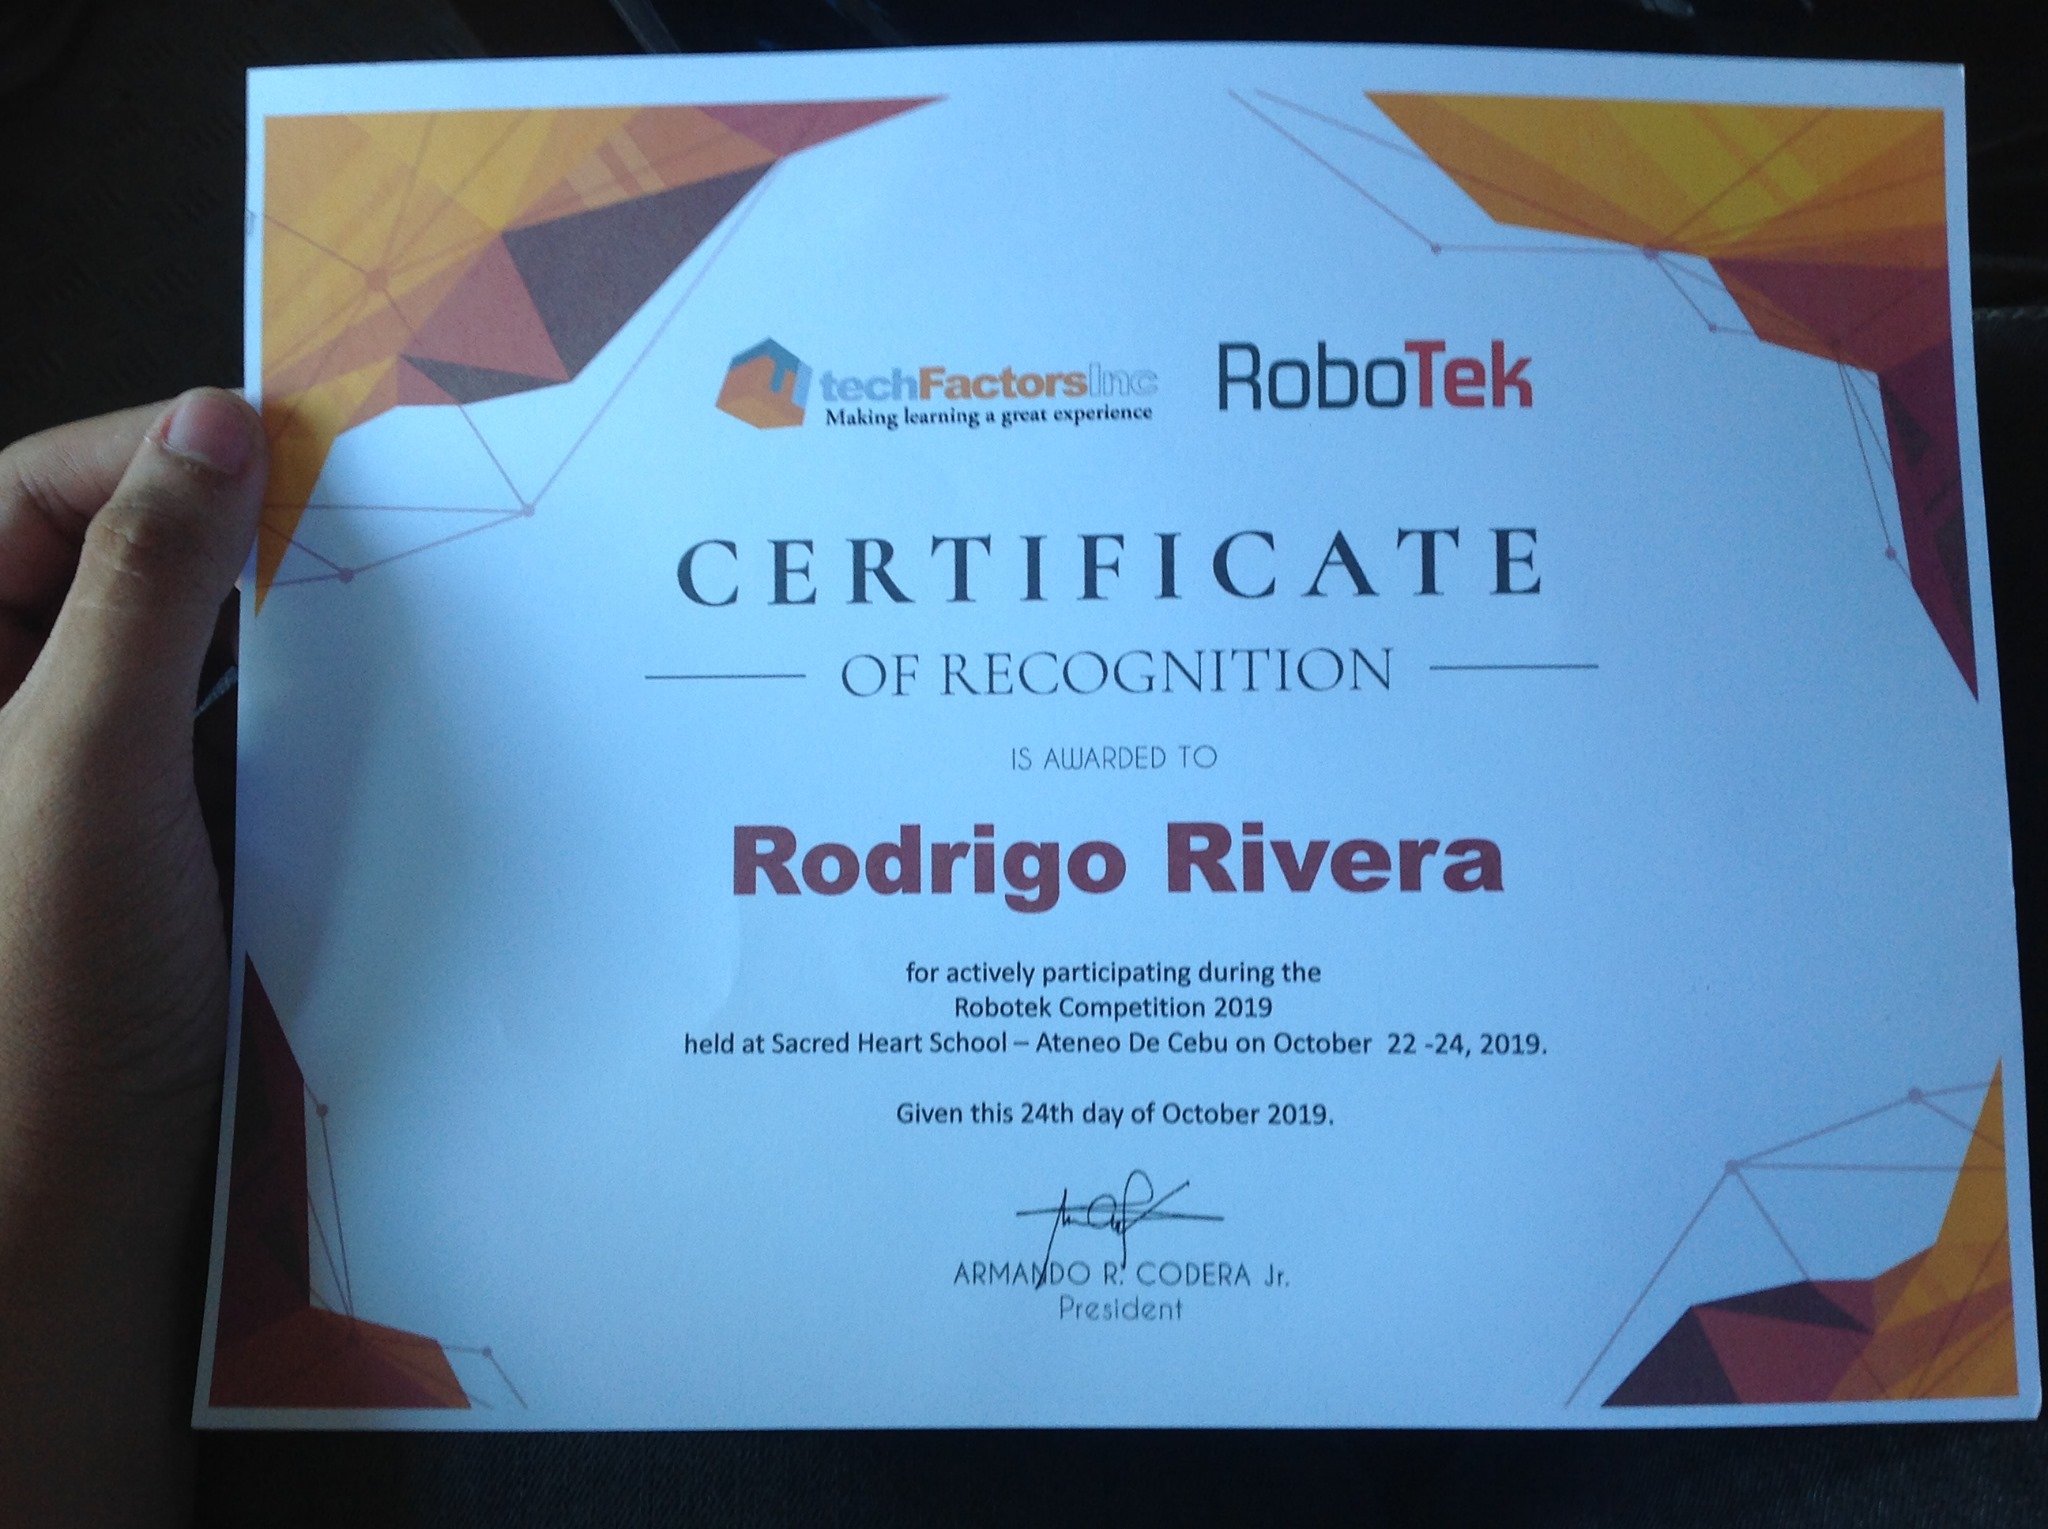 techFactorsInc
Making learning a great experience
RoboTek
CERTIFICATE
OF RECOGNITION
IS AWARDED TO
Rodrigo Rivera
for actively participating during the
Robotek Competition 2019
held at Sacred Heart School – Ateneo De Cebu on October 22 -24, 2019.
Given this 24th day of October 2019.
ARMANDO R. CODERA Jr.
President